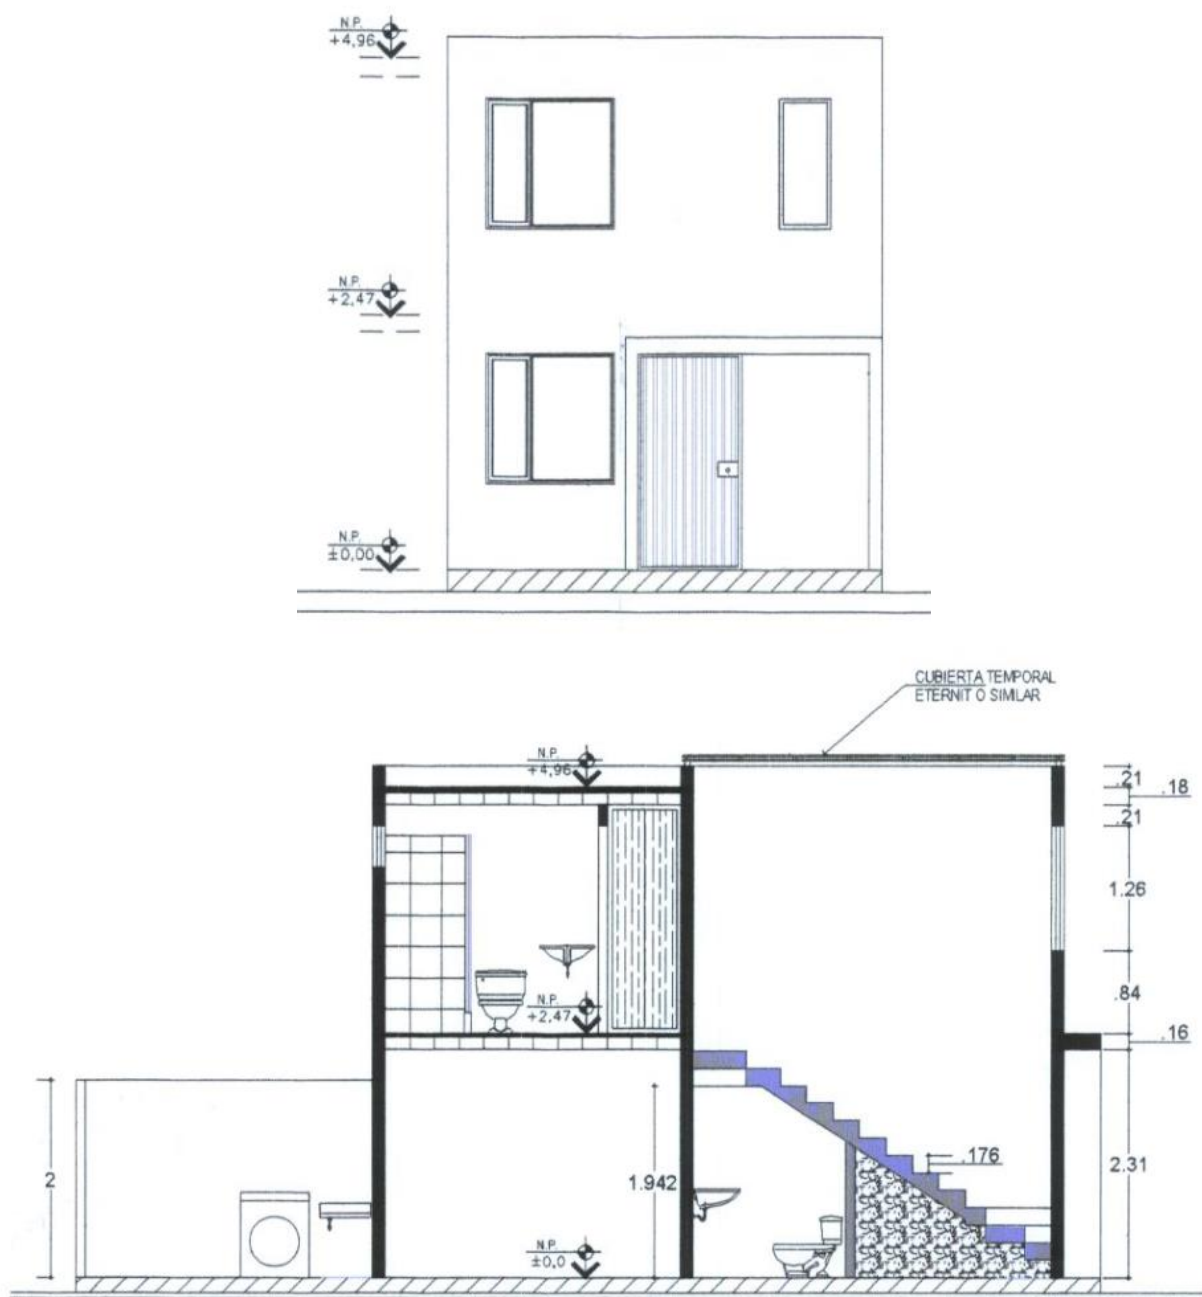 N.P.
+4,96
N.P.
+2,47
N.P.
±0,00
CUBIERTA TEMPORAL
ETERNIT O SIMILAR
N.P.
+4,96
.21
.18
.21
1.26
N.P.
+2,47
.84
.16
2
1.942
.176
2.31
N.P.
±0,0